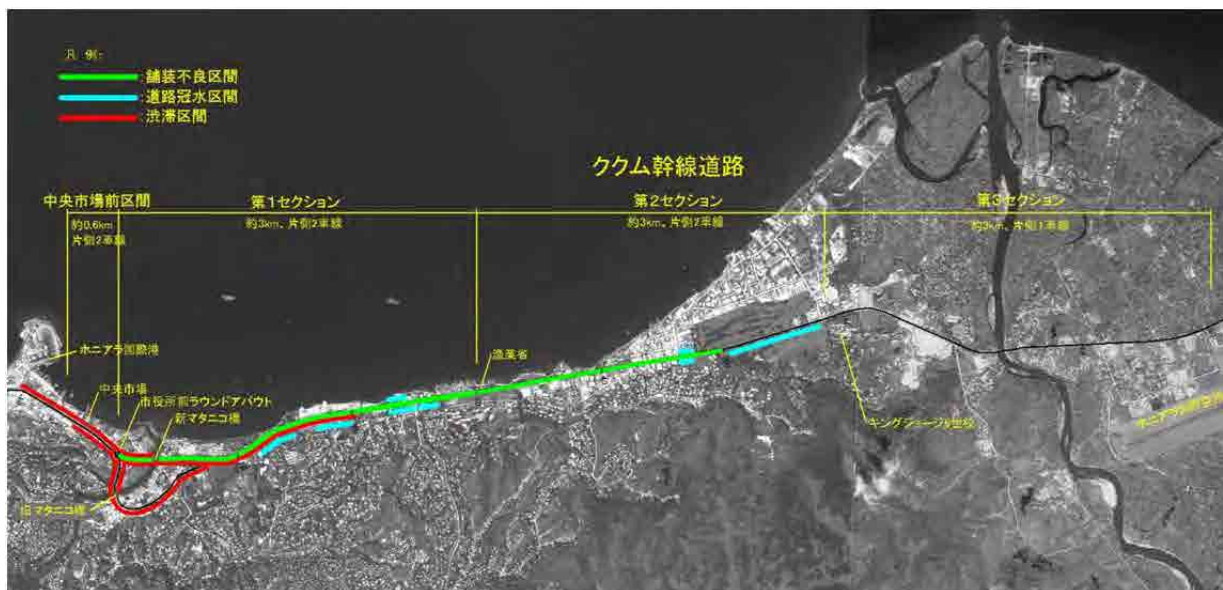 凡 例:
:舗装不良区間
:道路冠水区間
:渋滞区間
ククム幹線道路
中央市場前区間
第1セクション
第2セクション
第3セクション
約0.6km
片側2車線
約3km、片側2車線
約3km、片側2車線
約3km、片側1車線
ホニアラ国際港
漁業省
中央市場
市役所前ラウンドアバウト
新マタニコ橋
キングジョージ6世校
旧マタニコ橋